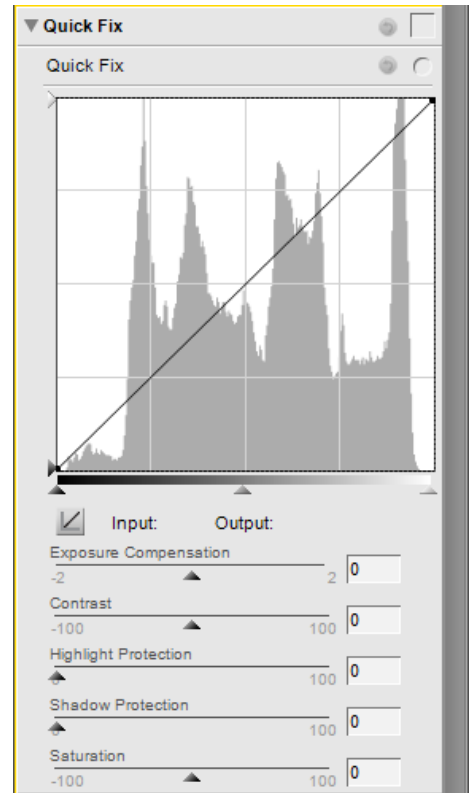 Quick Fix
Quick Fix
Input: Output:
Exposure Compensation
-2 2 0
Contrast
-100 100 0
Highlight Protection
0 100 0
Shadow Protection
0 100 0
Saturation
-100 100 0